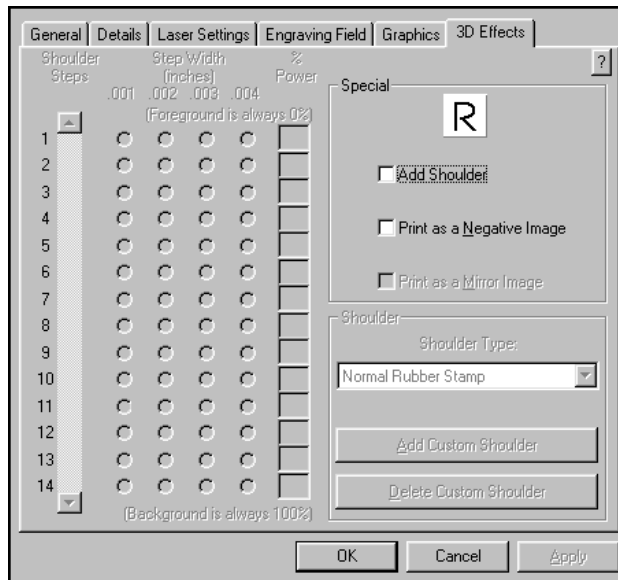 General Details Laser Settings Engraving Field Graphics 3D Effects
Shoulder Step Width %
Steps (inches) Power
.001 .002 .003 .004
(Foreground is always 0%)
1
2
3
4
5
6
7
8
9
10
11
12
13
14
(Background is always 100%)
?
Special
R
Add Shoulder
Print as a Negative Image
Print as a Mirror Image
Shoulder
Shoulder Type:
Normal Rubber Stamp
Add Custom Shoulder
Delete Custom Shoulder
OK Cancel Apply